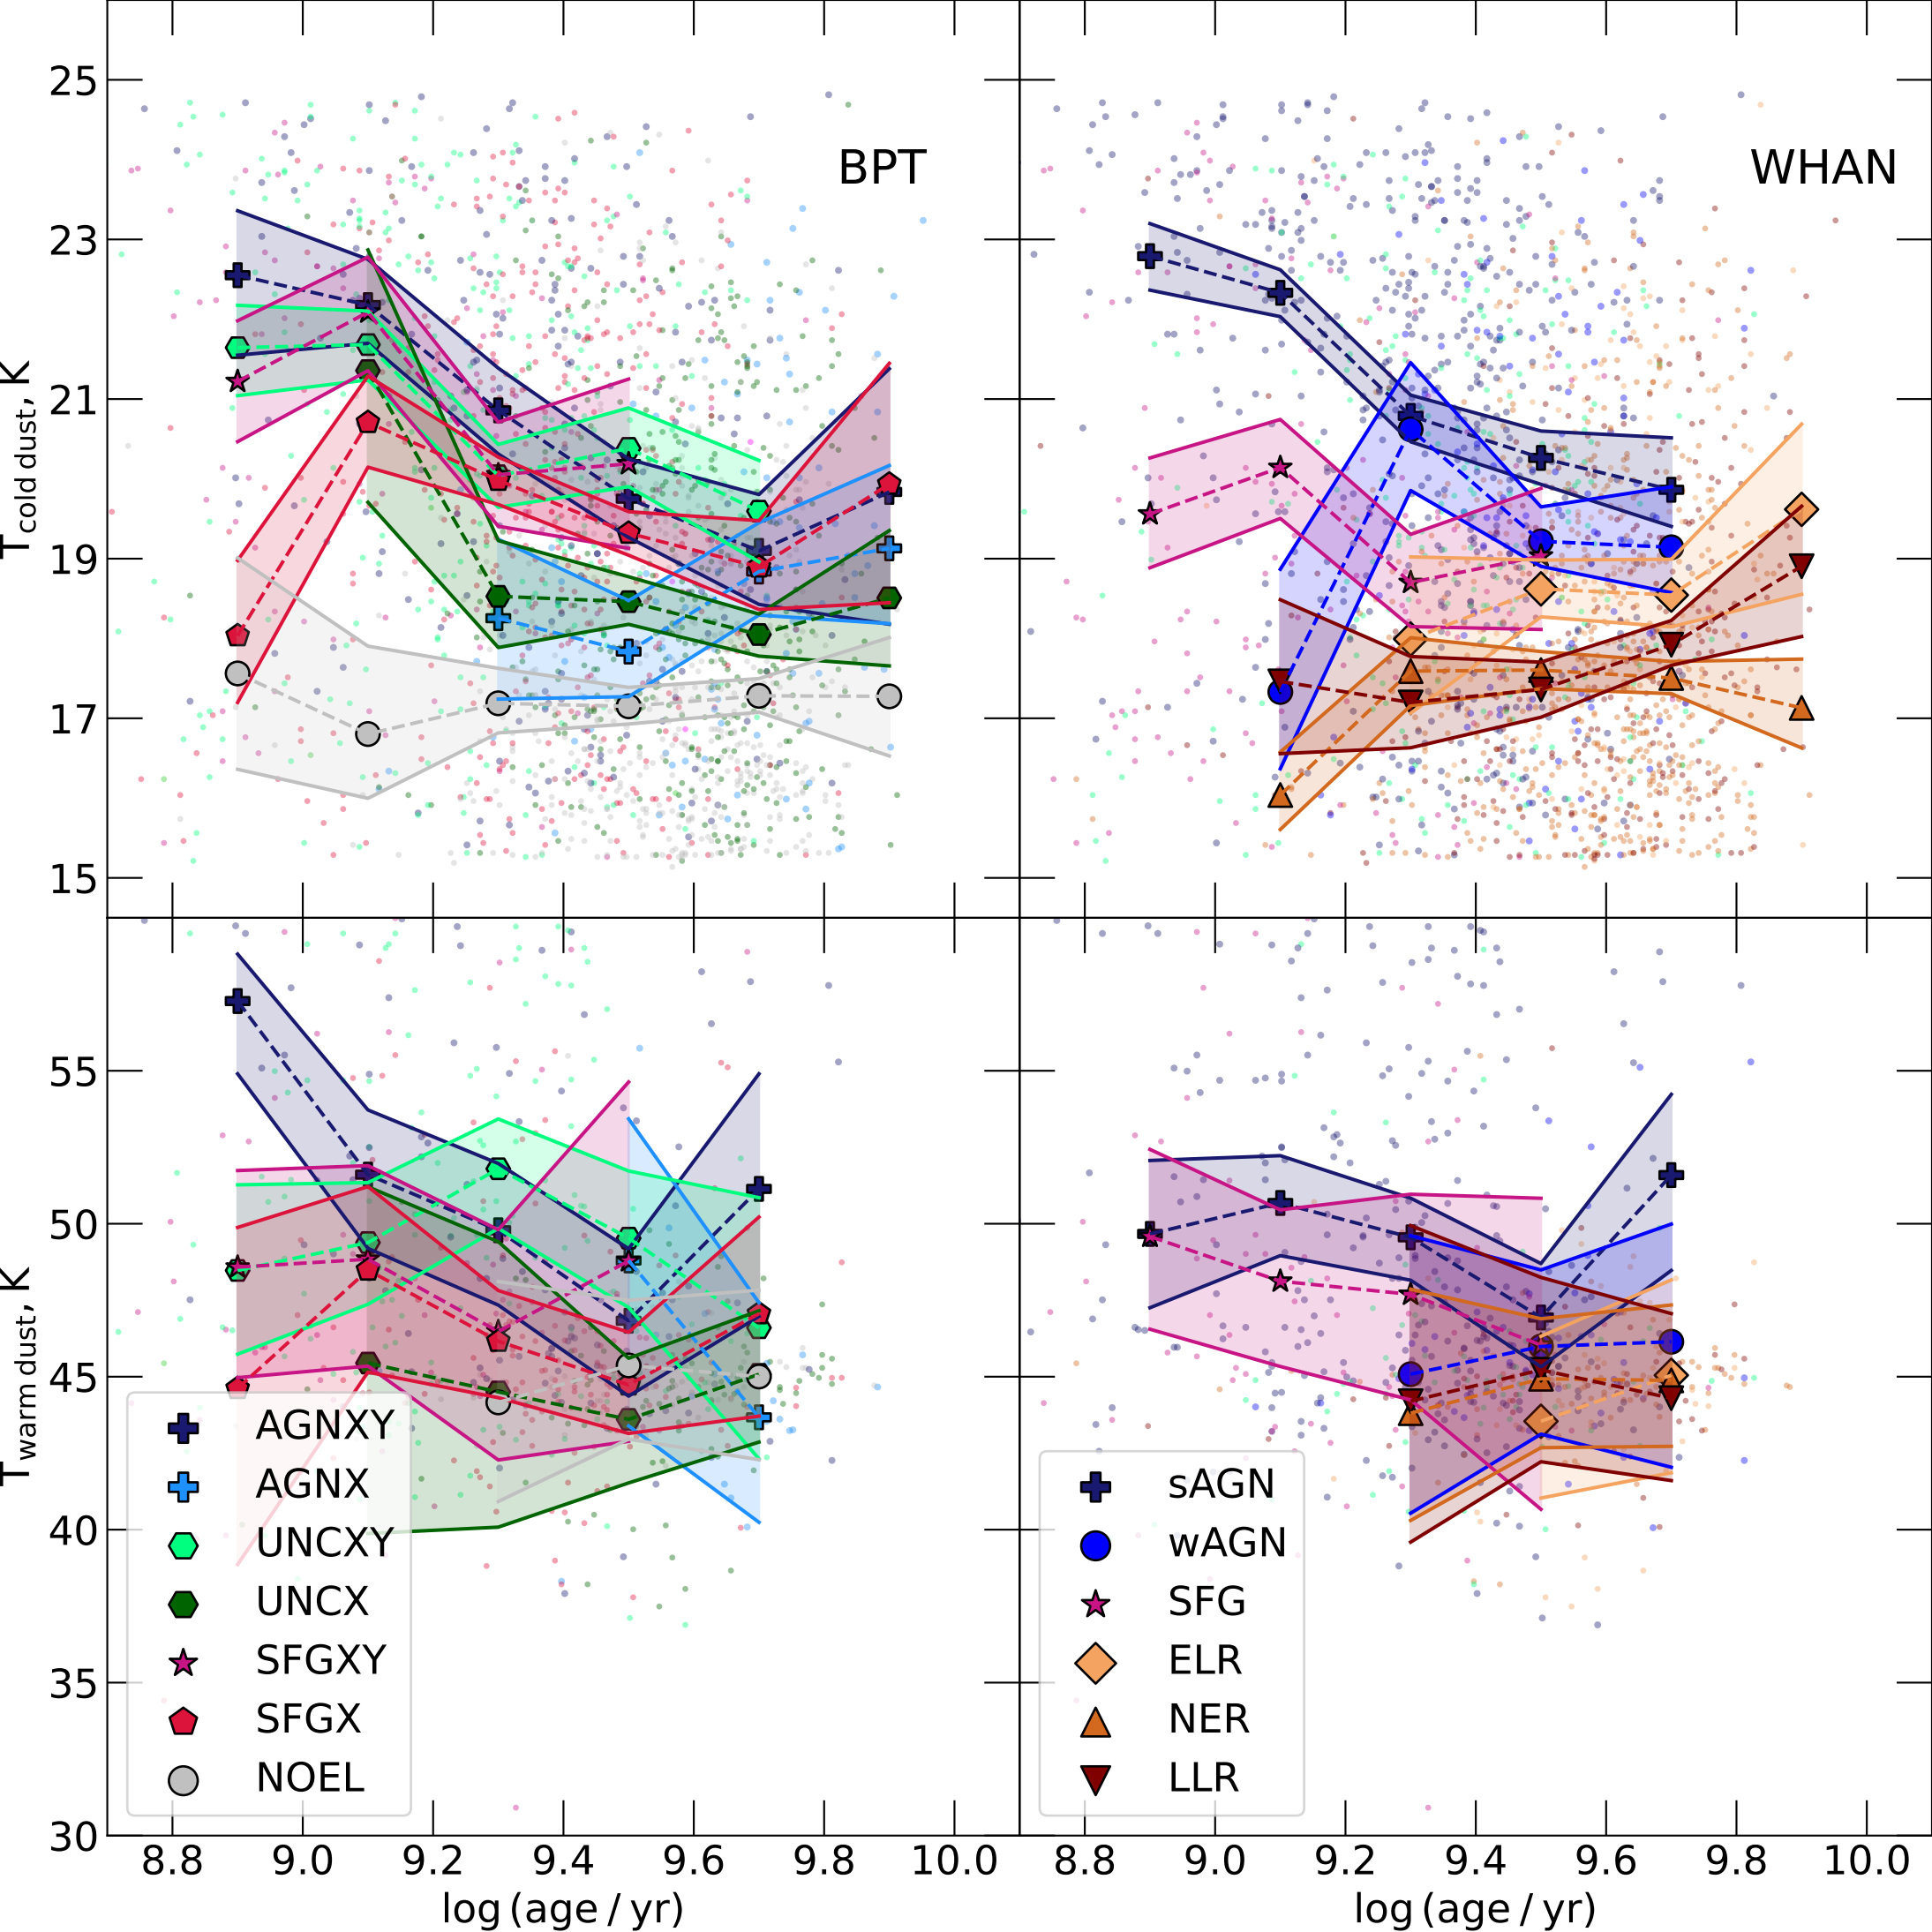 BPT
WHAN
25
23
21
19
17
15
T cold dust, K
55
50
45
40
35
30
T warm dust, K
AGNXY
AGNX
UNCXY
UNCX
SFGXY
SFGX
NOEL
sAGN
wAGN
SFG
ELR
NER
LLR
8.8 9.0 9.2 9.4 9.6 9.8 10.0
8.8 9.0 9.2 9.4 9.6 9.8 10.0
log (age / yr)
log (age / yr)